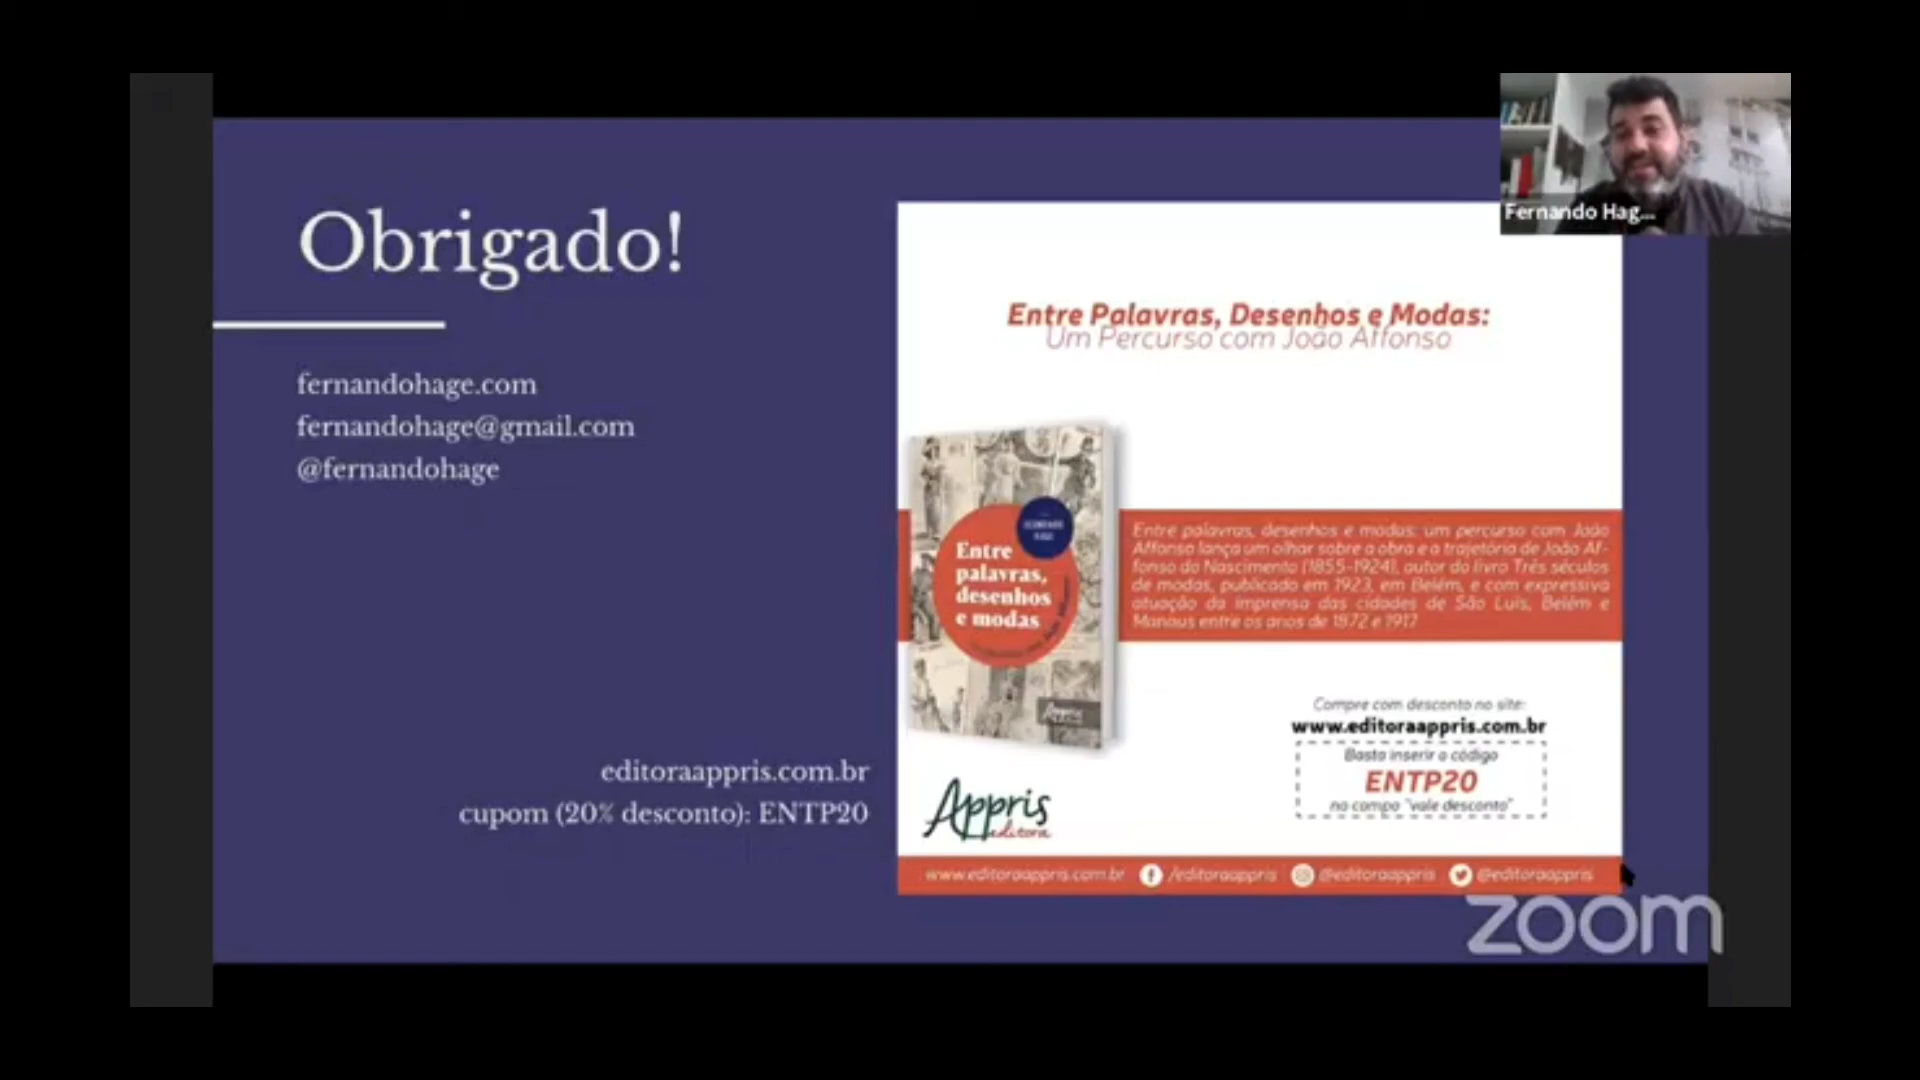 Obrigado!
fernandohage.com
fernandohage@gmail.com
@fernandohage
editoraappris.com.br
cupom (20% desconto): ENTP20
Fernando Hag...
Entre Palavras, Desenhos e Modas:
Um Percurso com João Affonso
Entre
palavras,
desenhos
e modas
Entre palavras, desenhos e modas: um percurso com João
Affonso lança um olhar sobre a obra e a trajetória de João Af-
fonso do Nascimento (1855-1924), autor do livro Três séculos
de modas, publicado em 1923, em Belém, e com expressiva
atuação da imprensa das cidades de São Luís, Belém e
Manaus entre os anos de 1872 e 1917
Compre com desconto no site:
www.editoraappris.com.br
Basta inserir o código
ENTP20
no campo "vale desconto"
Appris
editora
www.editoraappris.com.br /editoraappris @editoraappris @editoraappris
zoom